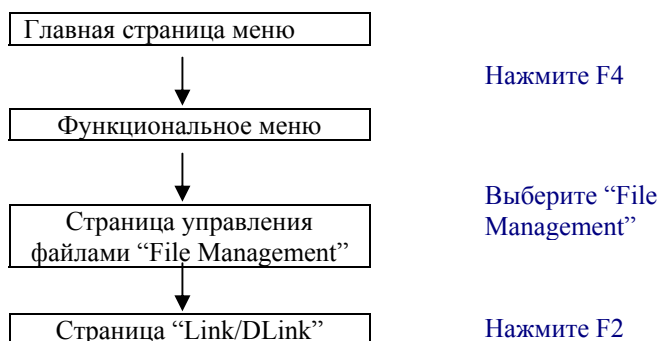 Главная страница меню
Нажмите F4
Функциональное меню
Выберите “File
Management”
Страница управления
файлами “File Management”
Страница “Link/DLink”
Нажмите F2